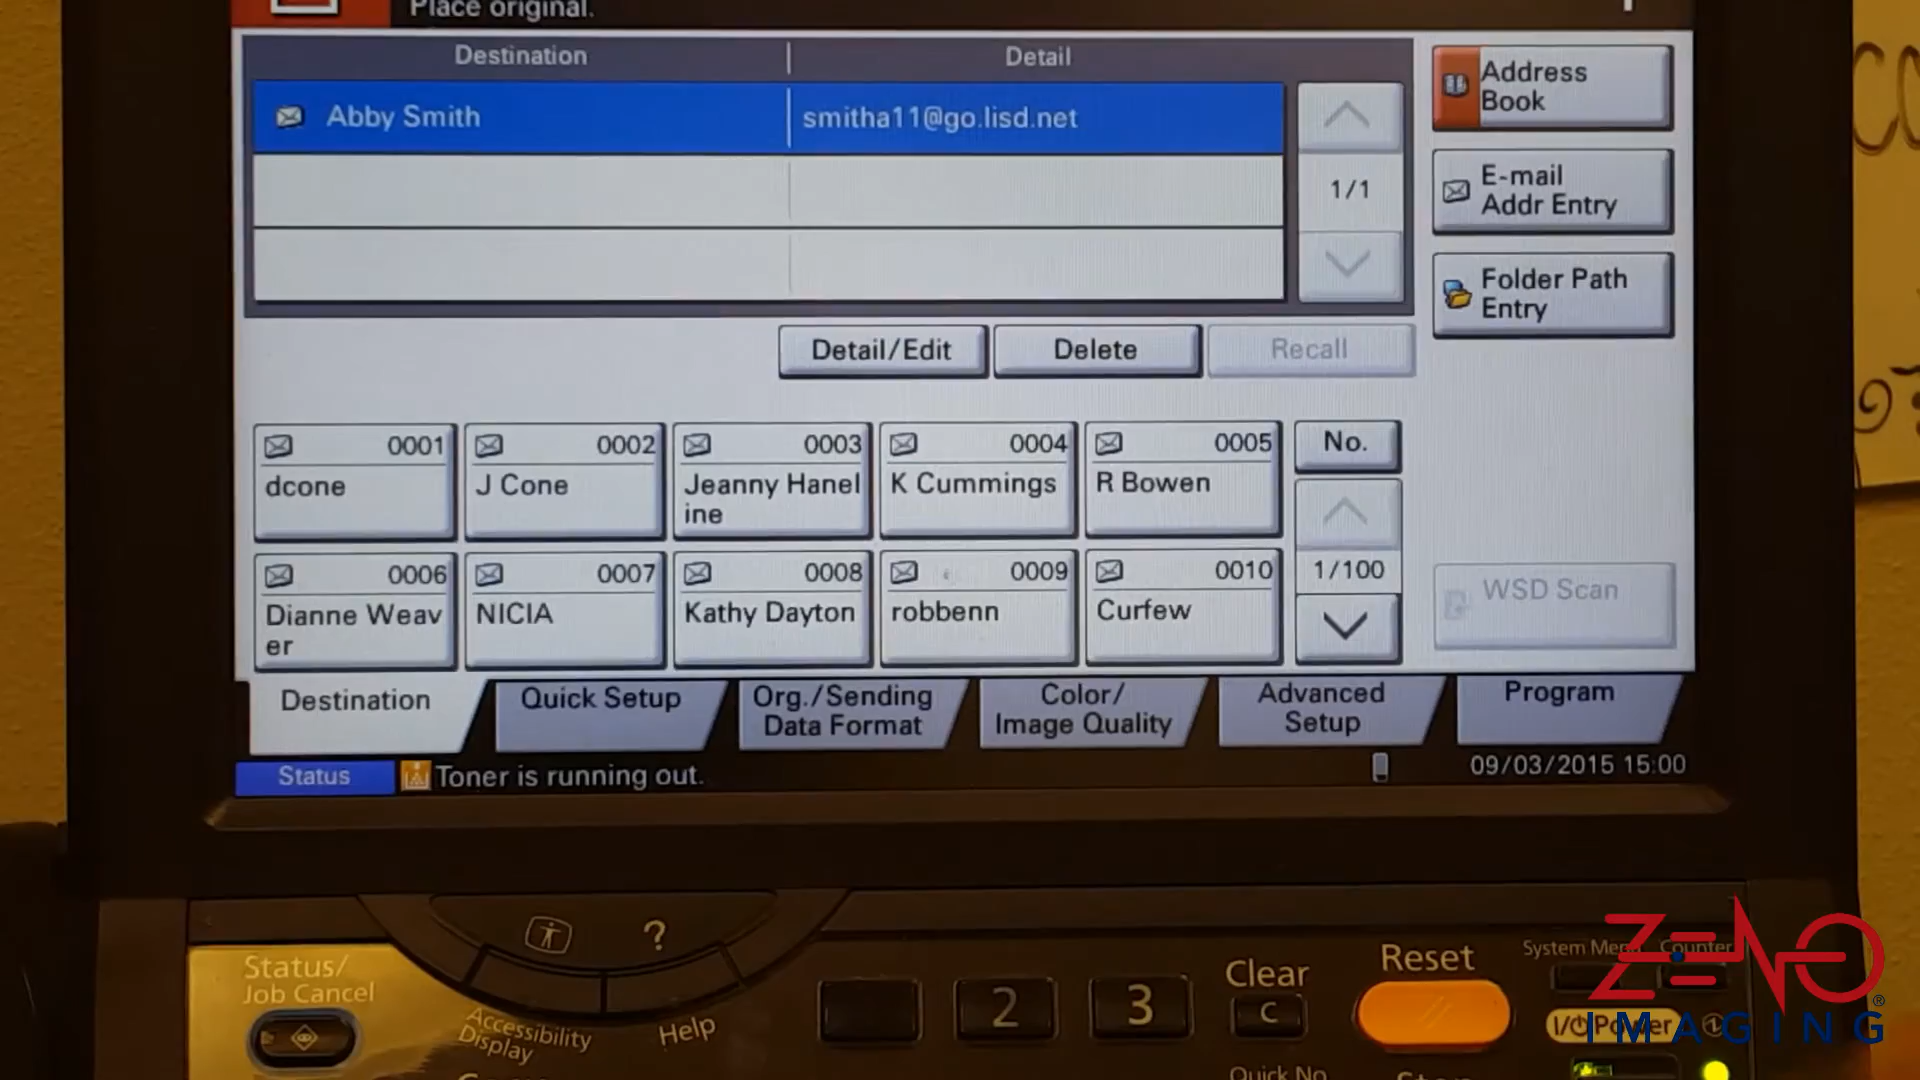 Place original.
Destination
Detail
Abby Smith
smitha11@go.lisd.net
1/1
Address
Book
E-mail
Addr Entry
Folder Path
Entry
Detail/Edit
Delete
Recall
0001
dcone
0002
J Cone
0003
Jeanny Hanel
ine
0004
K Cummings
0005
R Bowen
No.
0006
Dianne Weav
er
0007
NICIA
0008
Kathy Dayton
0009
robbenn
0010
Curfew
1/100
WSD Scan
Destination
Quick Setup
Org./Sending
Data Format
Color/
Image Quality
Advanced
Setup
Program
Status
Toner is running out.
09/03/2015 15:00
Status/
Job Cancel
Accessibility
Display
?
Help
2
3
Clear
C
Quick No.
Reset
System Menu
Counter
Power
ZENO
®
IMAGING